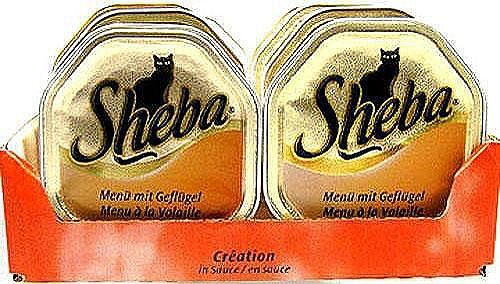 Sheba®
Menü mit Geflügel
Menu à la Volaille
Sheba®
Menü mit Geflügel
Menu à la Volaille
Création
in Sauce / en sauce